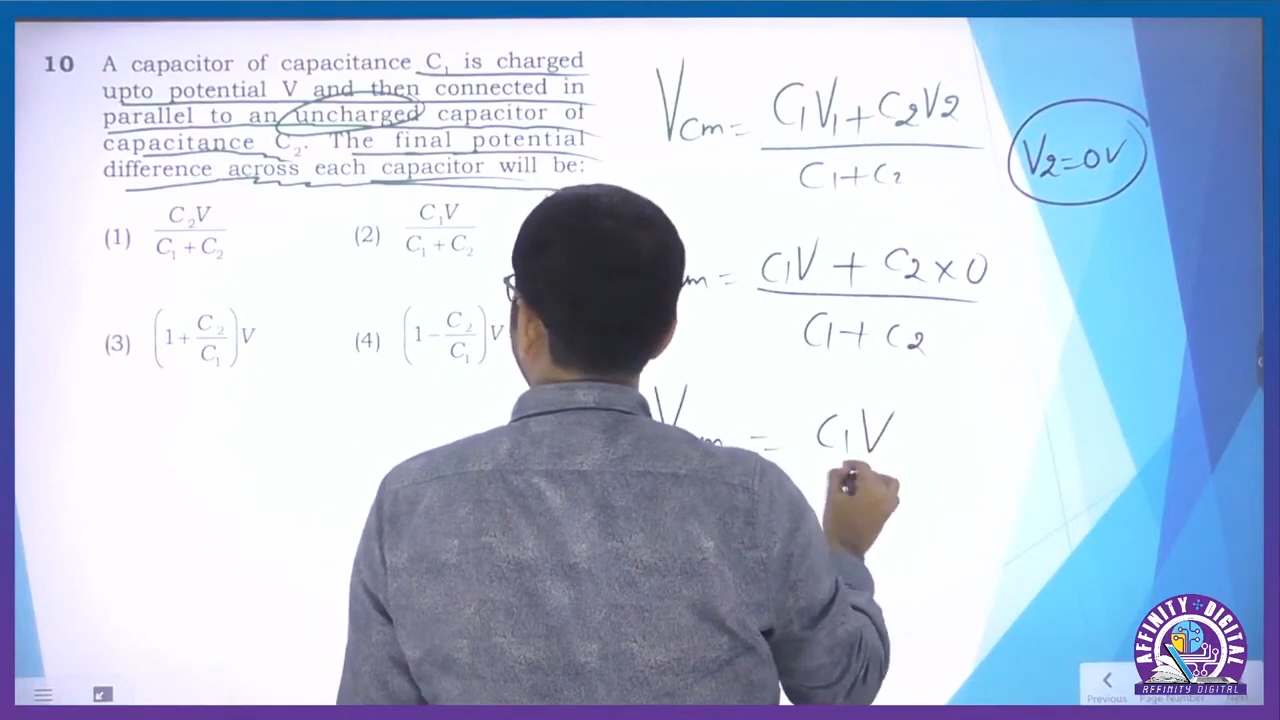 10 A capacitor of capacitance C₁ is charged
upto potential V and then connected in
parallel to an uncharged capacitor of
capacitance C₂. The final potential
difference across each capacitor will be:
(1) C₂V / C₁ + C₂
(2) C₁V / C₁ + C₂
(3) (1 + C₂ / C₁)V
(4) (1 − C₂ / C₁)V
Vcm = C₁V₁ + C₂V₂ / C₁ + C₂
V₂ = 0V
m = C₁V + C₂ × 0 / C₁ + C₂
V m = C₁V
AFFINITY DIGITAL
AFFINITY DIGITAL
Previous Page Number Next